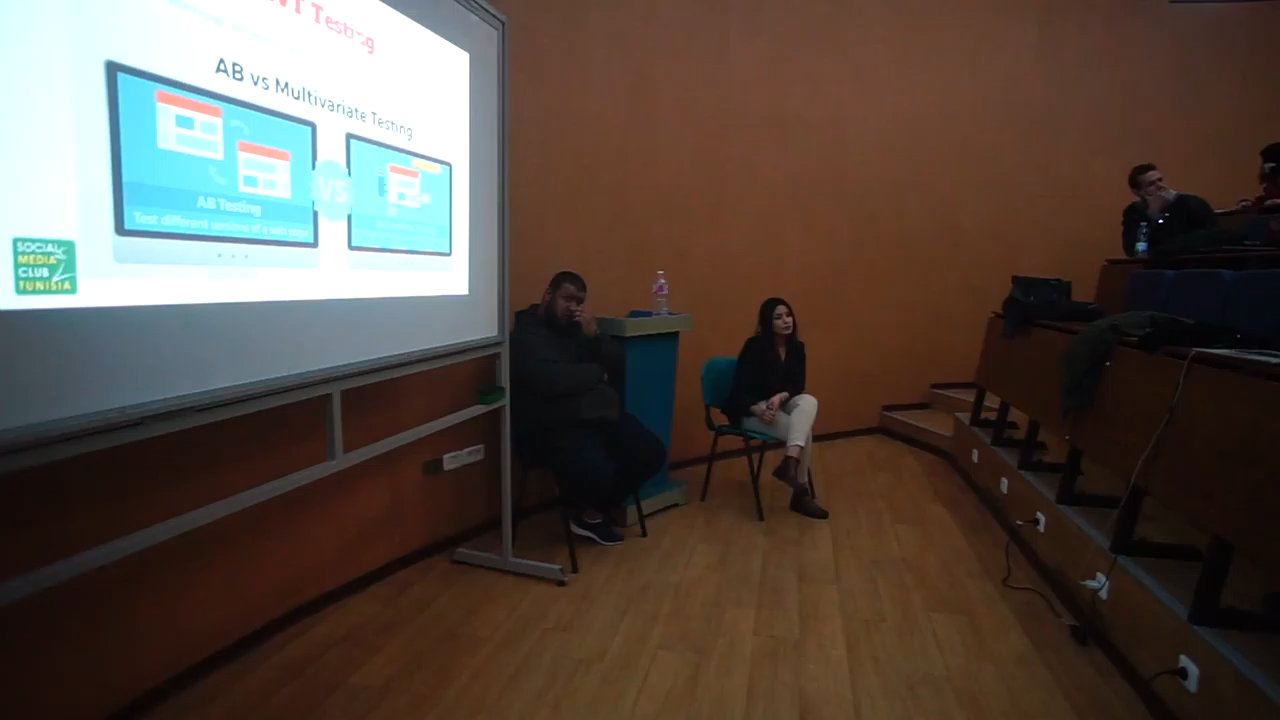 Testing
AB vs Multivariate Testing
VS
AB Testing
Test different versions of a web page
SOCIAL
MEDIA
CLUB
TUNISIA